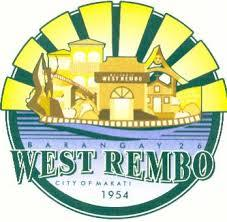 WEST REMBO
BARANGAY 26
WEST REMBO
CITY OF MAKATI
1954